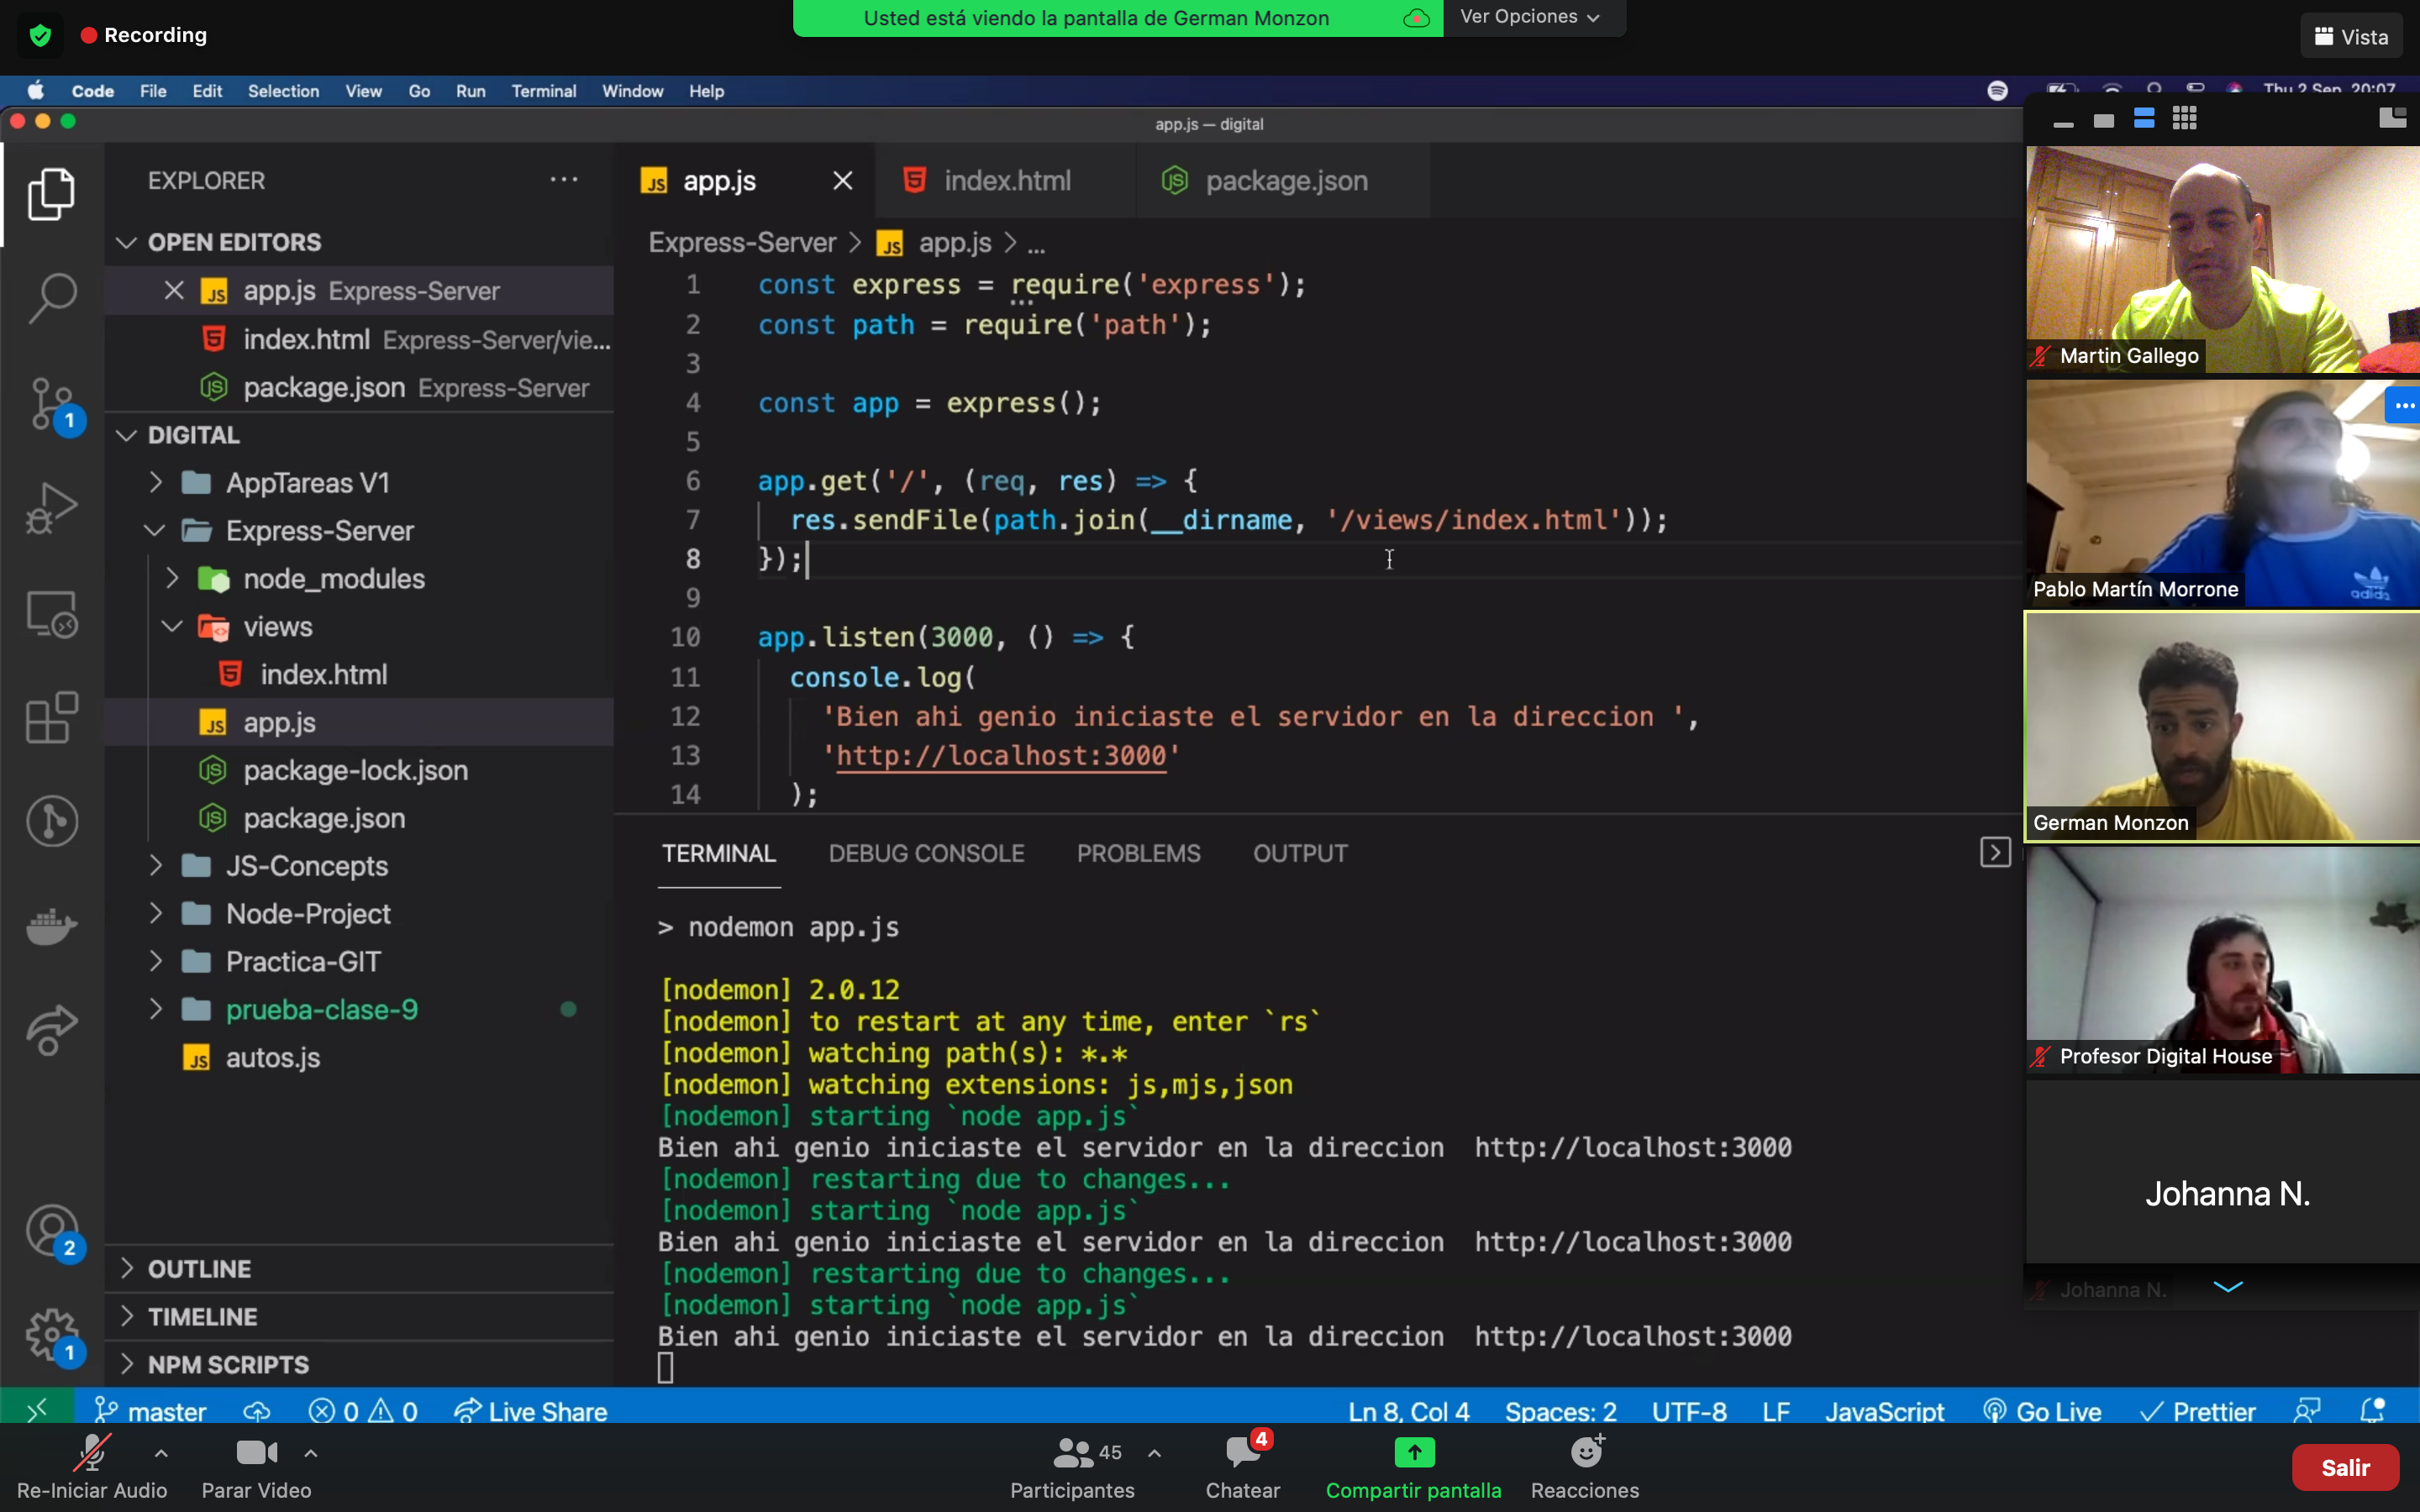 Recording
Usted está viendo la pantalla de German Monzon
Ver Opciones
Vista
Code File Edit Selection View Go Run Terminal Window Help
Thu 2 Sep 20:07
app.js — digital
EXPLORER
OPEN EDITORS
app.js Express-Server
index.html Express-Server/vie...
package.json Express-Server
DIGITAL
AppTareas V1
Express-Server
node_modules
views
index.html
app.js
package-lock.json
package.json
JS-Concepts
Node-Project
Practica-GIT
prueba-clase-9
autos.js
OUTLINE
TIMELINE
NPM SCRIPTS
1
2
1
app.js
index.html
package.json
Express-Server > app.js > ...
1 const express = require('express');
2 const path = require('path');
3
4 const app = express();
5
6 app.get('/', (req, res) => {
7 res.sendFile(path.join(__dirname, '/views/index.html'));
8 });
9
10 app.listen(3000, () => {
11 console.log(
12 'Bien ahi genio iniciaste el servidor en la direccion ',
13 'http://localhost:3000'
14 );
TERMINAL DEBUG CONSOLE PROBLEMS OUTPUT
> nodemon app.js
[nodemon] 2.0.12
[nodemon] to restart at any time, enter `rs`
[nodemon] watching path(s): *.*
[nodemon] watching extensions: js,mjs,json
[nodemon] starting `node app.js`
Bien ahi genio iniciaste el servidor en la direccion  http://localhost:3000
[nodemon] restarting due to changes...
[nodemon] starting `node app.js`
Bien ahi genio iniciaste el servidor en la direccion  http://localhost:3000
[nodemon] restarting due to changes...
[nodemon] starting `node app.js`
Bien ahi genio iniciaste el servidor en la direccion  http://localhost:3000
Martin Gallego
adidas
Pablo Martín Morrone
German Monzon
Profesor Digital House
Johanna N.
Johanna N.
master
0 0
Live Share
Ln 8, Col 4 Spaces: 2 UTF-8 LF JavaScript Go Live Prettier
Re-Iniciar Audio
Parar Video
45
Participantes
4
Chatear
Compartir pantalla
Reacciones
Salir